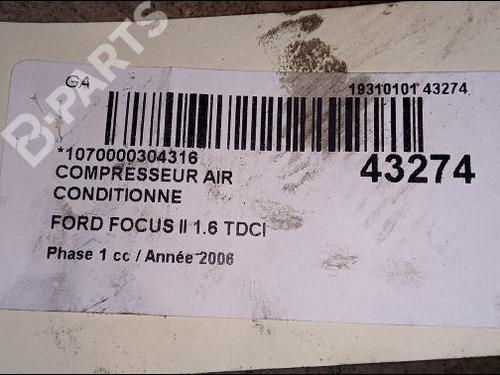 B-PARTS
GA
19310101 43274
*1070000304316
43274
COMPRESSEUR AIR
CONDITIONNE
FORD FOCUS II 1.6 TDCI
Phase 1 cc / Année 2006